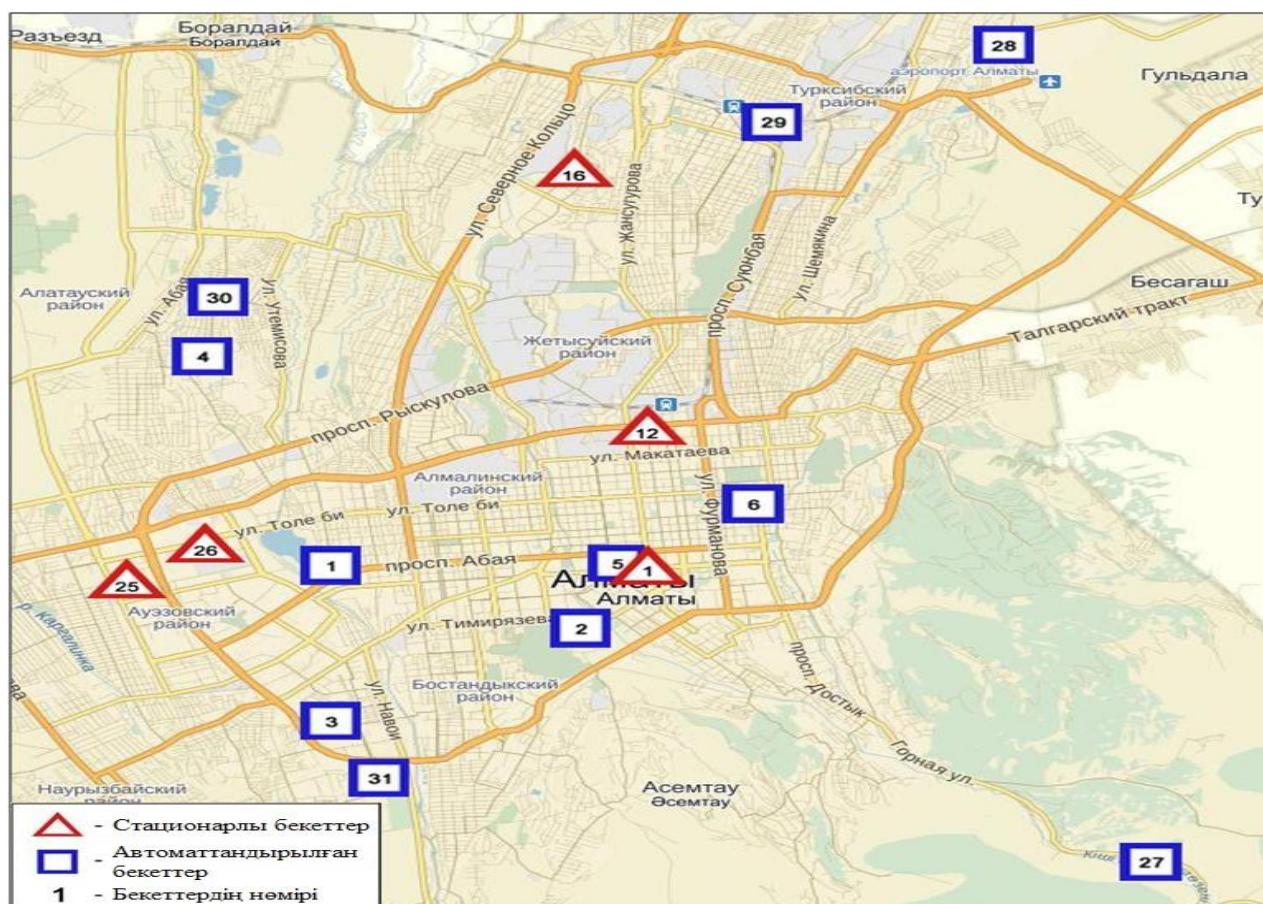 Разъезд
Боралдай
Боралдай
28
аэропорт Алматы
Гульдала
Турксибский
район
29
ул. Северное Кольцо
16
ул. Жансугурова
просп. Суюнбая
ул. Шемякина
Ту
Бесагаш
Талгарский тракт
Алатауский
район
ул. Абая
30
ул. Утемисова
4
Жетысуйский
район
просп. Рыскулова
12
ул. Макатаева
Алмалинский
район
ул. Толе би
ул. Толе би
6
ул. Фурманова
26
25
1
просп. Абая
5
1
Алматы
Алматы
Ауэзовский
район
р. Каргалинка
ул. Тимирязева
2
Бостандыкский
район
просп. Достык
3
ул. Навои
31
Горная ул.
Асемтау
Әсемтау
Наурызбайский
район
27
- Стационарлы бекеттер
- Автоматтандырылған
бекеттер
1 - Бекеттердің нөмірі